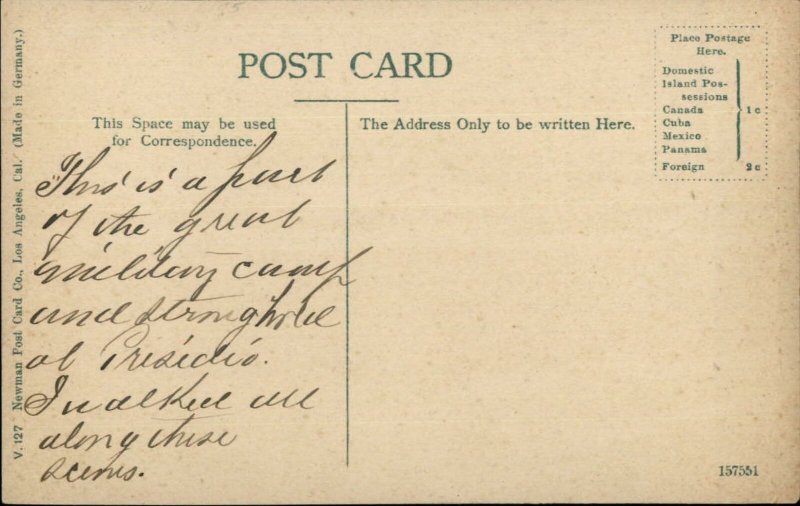 POST CARD
Place Postage
Here.
Domestic
Island Pos-
sessions
Canada
Cuba
Mexico
Panama
1c
Foreign 2c
This Space may be used
for Correspondence.
The Address Only to be written Here.
This is a part
of the great
military camp
and stronghold
at Presidio.
I walked all
along these
scenes.
V. 127 Newman Post Card Co., Los Angeles, Cal. (Made in Germany.)
157551